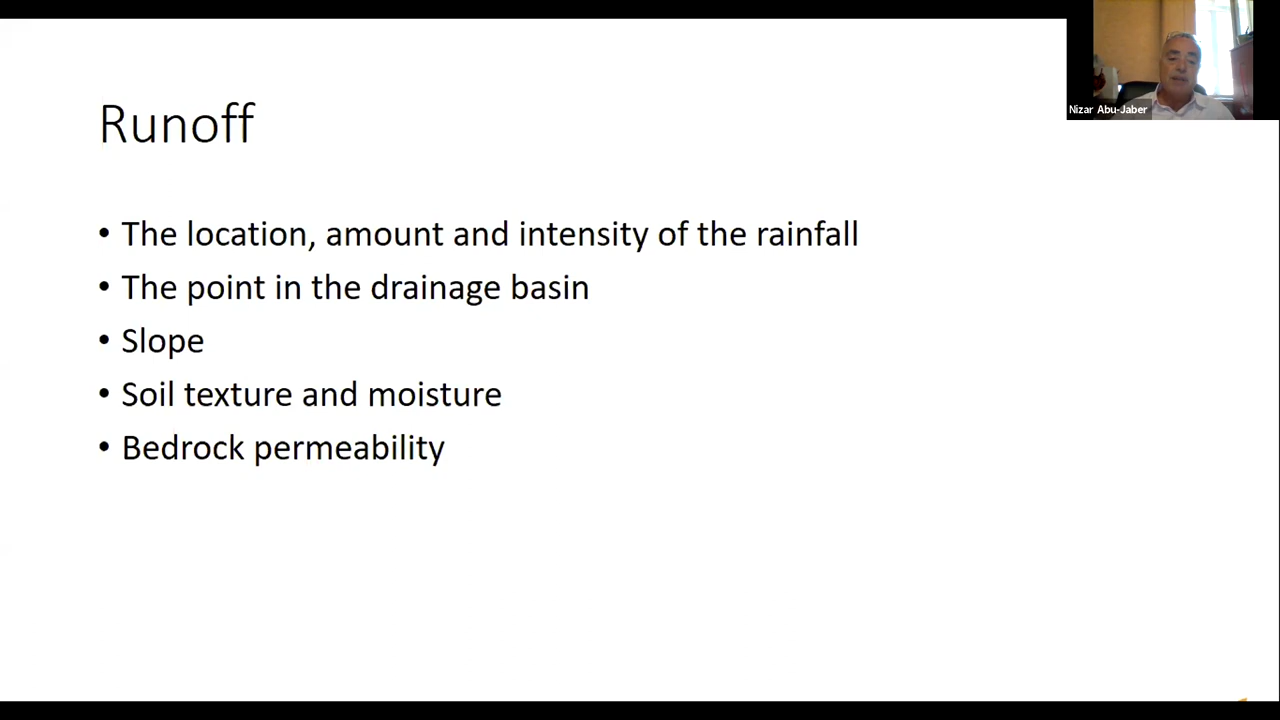 Runoff
• The location, amount and intensity of the rainfall
• The point in the drainage basin
• Slope
• Soil texture and moisture
• Bedrock permeability
Nizar Abu-Jaber